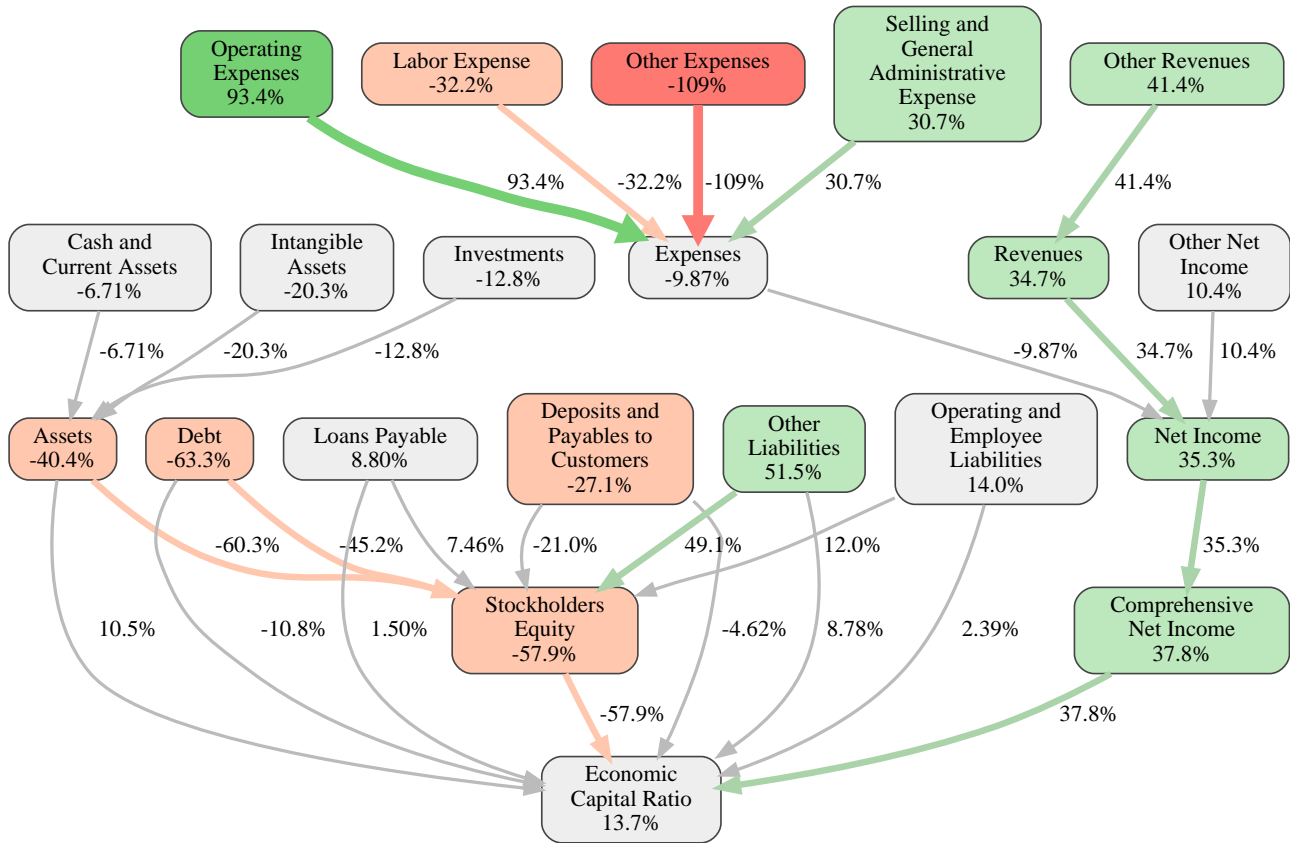 Operating
Expenses
93.4%
Labor Expense
-32.2%
Other Expenses
-109%
Selling and
General
Administrative
Expense
30.7%
Other Revenues
41.4%
93.4%
-32.2%
-109%
30.7%
41.4%
Cash and
Current Assets
-6.71%
Intangible
Assets
-20.3%
Investments
-12.8%
Expenses
-9.87%
Revenues
34.7%
Other Net
Income
10.4%
-6.71%
-20.3%
-12.8%
-9.87%
34.7%
10.4%
Assets
-40.4%
Debt
-63.3%
Loans Payable
8.80%
Deposits and
Payables to
Customers
-27.1%
Other
Liabilities
51.5%
Operating and
Employee
Liabilities
14.0%
Net Income
35.3%
-60.3%
-45.2%
7.46%
-21.0%
49.1%
12.0%
35.3%
Stockholders
Equity
-57.9%
Comprehensive
Net Income
37.8%
10.5%
-10.8%
1.50%
-4.62%
8.78%
2.39%
-57.9%
37.8%
Economic
Capital Ratio
13.7%